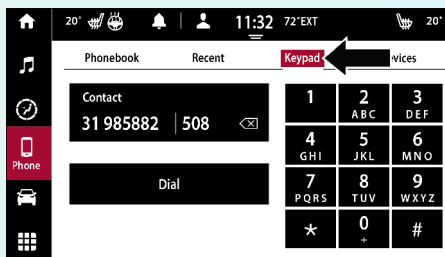 20° 11:32 72°EXT 20°
Phonebook Recent Keypad vices
Contact
31 985882 508
Dial
Phone
1 2 3
ABC DEF
4 5 6
GHI JKL MNO
7 8 9
PQRS TUV WXYZ
* 0 #
+